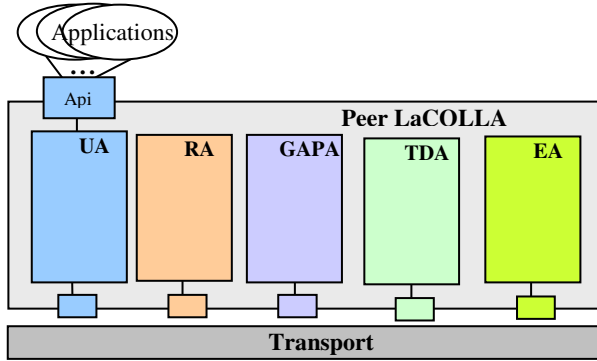 Applications
...
Api
Peer LaCOLLA
UA
RA
GAPA
TDA
EA
Transport